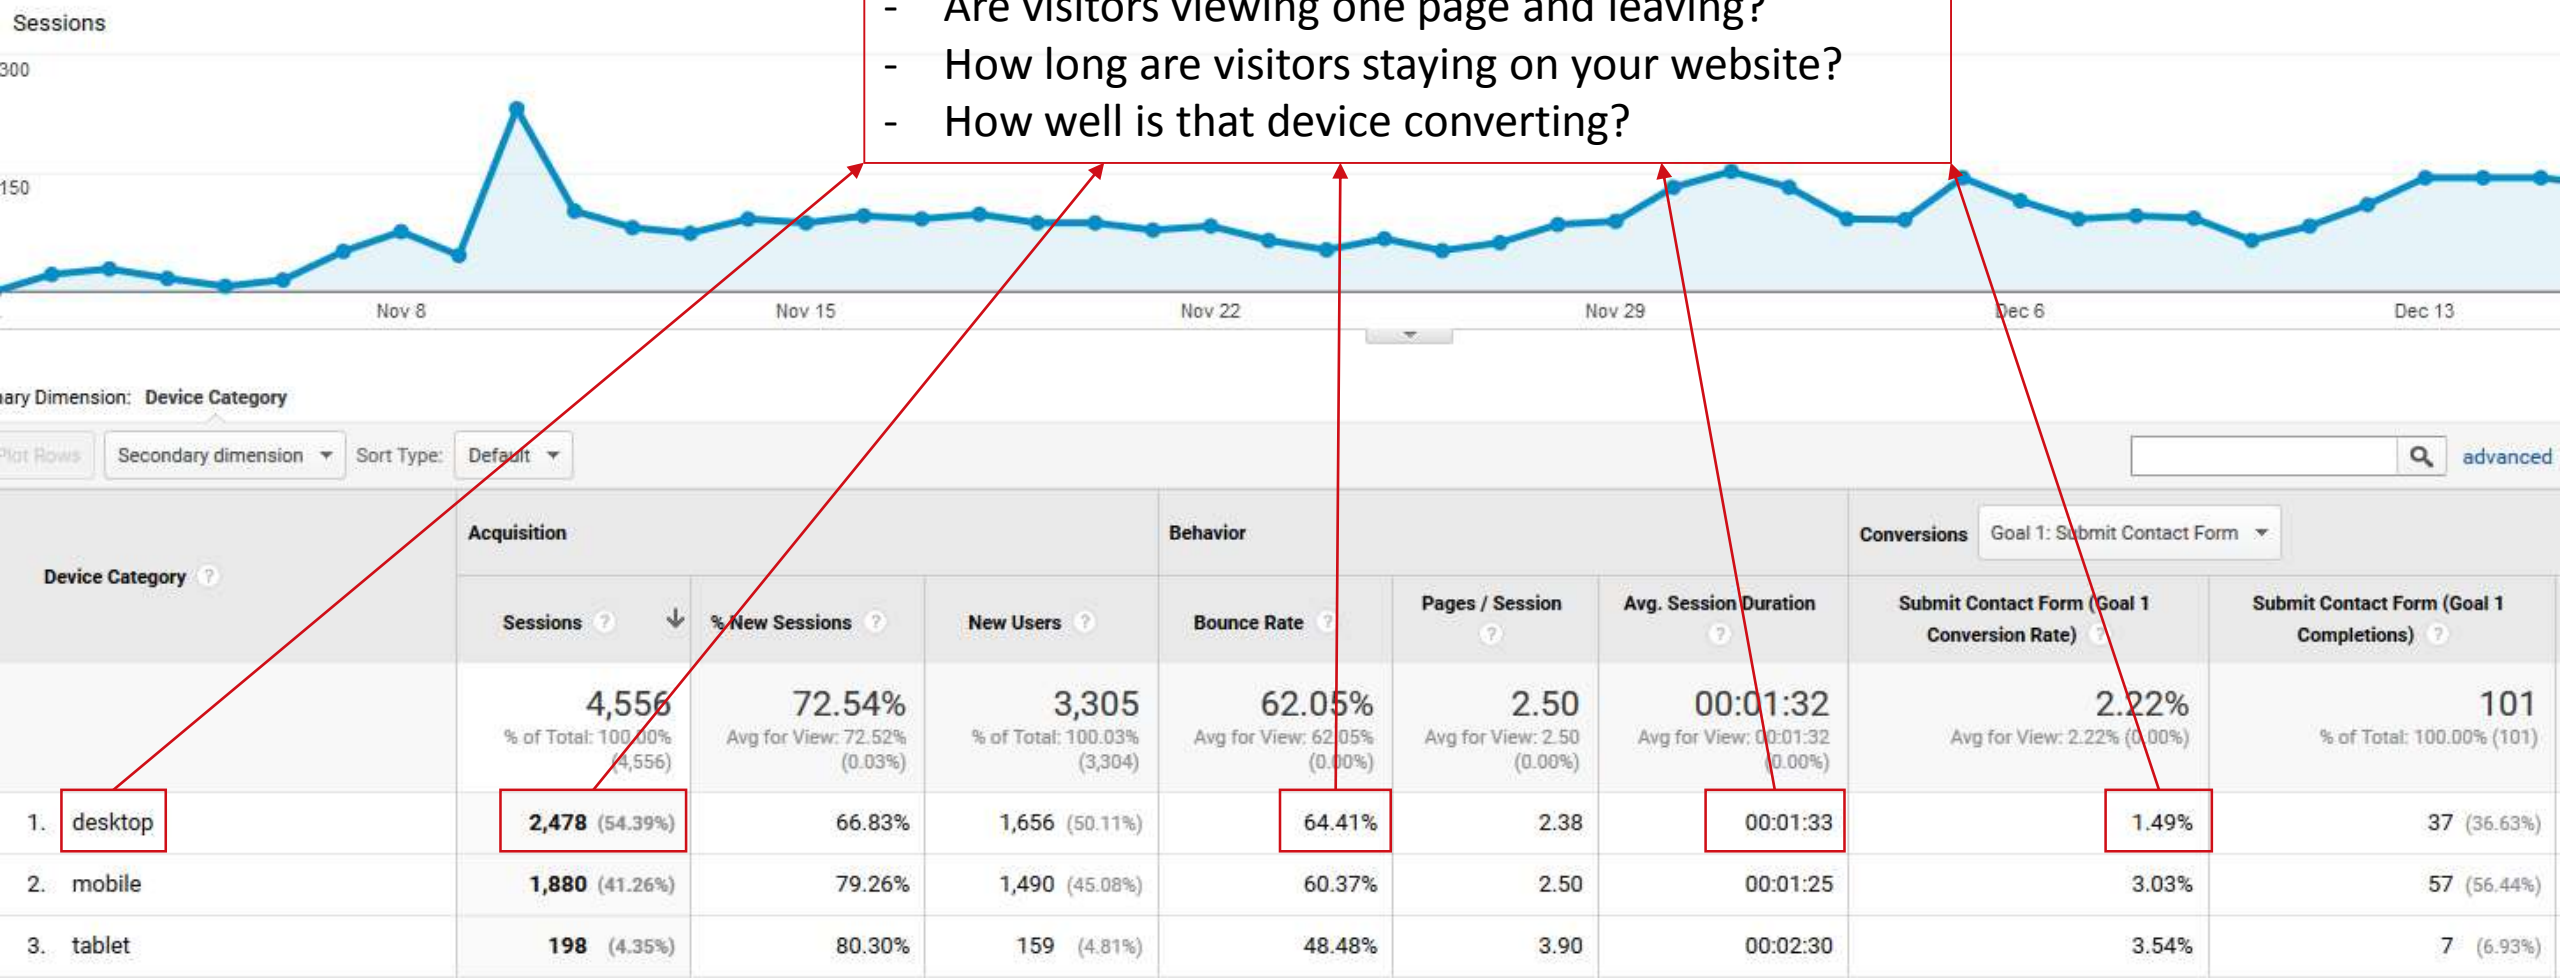 Sessions
- Are visitors viewing one page and leaving?
300
- How long are visitors staying on your website?
- How well is that device converting?
150
Nov 8 Nov 15 Nov 22 Nov 29 Dec 6 Dec 13
Dimension: Device Category
Plot Rows Secondary dimension Sort Type: Default advanced
Acquisition Behavior Conversions Goal 1: Submit Contact Form
Device Category ?
Sessions ? % New Sessions ? New Users ? Bounce Rate ? Pages / Session ? Avg. Session Duration ? Submit Contact Form (Goal 1 Conversion Rate) ? Submit Contact Form (Goal 1 Completions) ?
4,556 72.54% 3,305 62.05% 2.50 00:01:32 2.22% 101
% of Total: 100.00% Avg for View: 72.52% % of Total: 100.03% Avg for View: 62.05% Avg for View: 2.50 Avg for View: 00:01:32 Avg for View: 2.22% (0.00%) % of Total: 100.00% (101)
(4,556) (0.03%) (3,304) (0.00%) (0.00%) (0.00%)
1. desktop 2,478 (54.39%) 66.83% 1,656 (50.11%) 64.41% 2.38 00:01:33 1.49% 37 (36.63%)
2. mobile 1,880 (41.26%) 79.26% 1,490 (45.08%) 60.37% 2.50 00:01:25 3.03% 57 (56.44%)
3. tablet 198 (4.35%) 80.30% 159 (4.81%) 48.48% 3.90 00:02:30 3.54% 7 (6.93%)